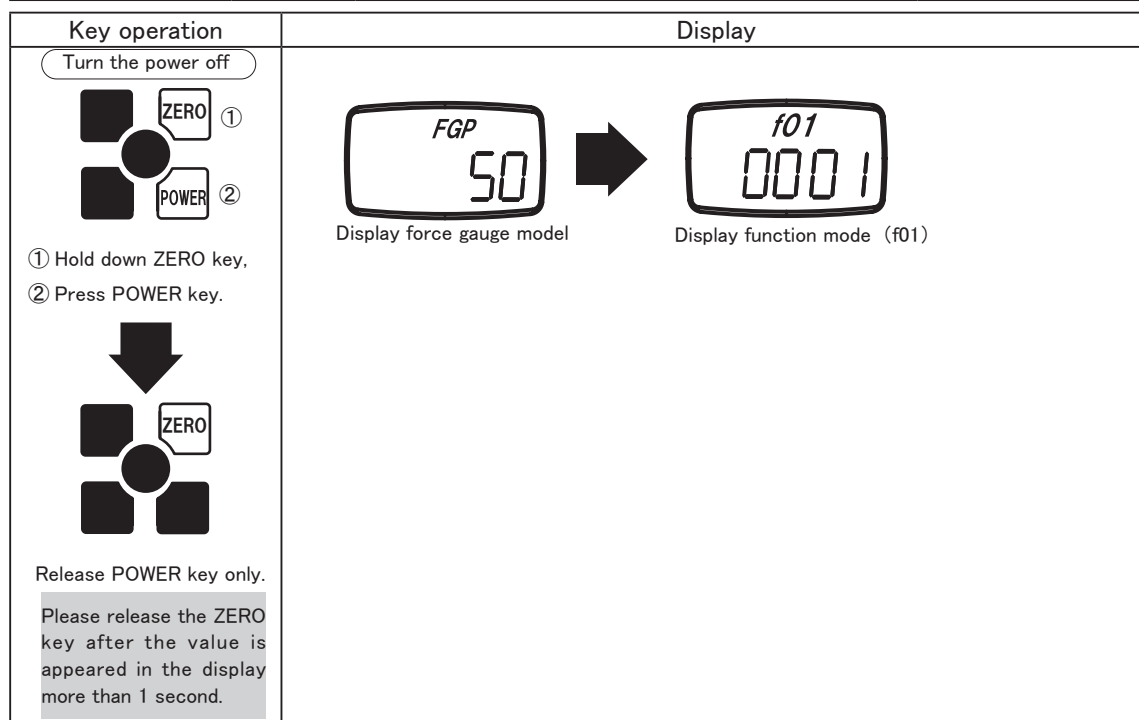 Key operation
Display
Turn the power off
ZERO ①
POWER ②
① Hold down ZERO key,
② Press POWER key.
ZERO
Release POWER key only.
Please release the ZERO
key after the value is
appeared in the display
more than 1 second.
FGP
50
Display force gauge model
f01
0001
Display function mode (f01)